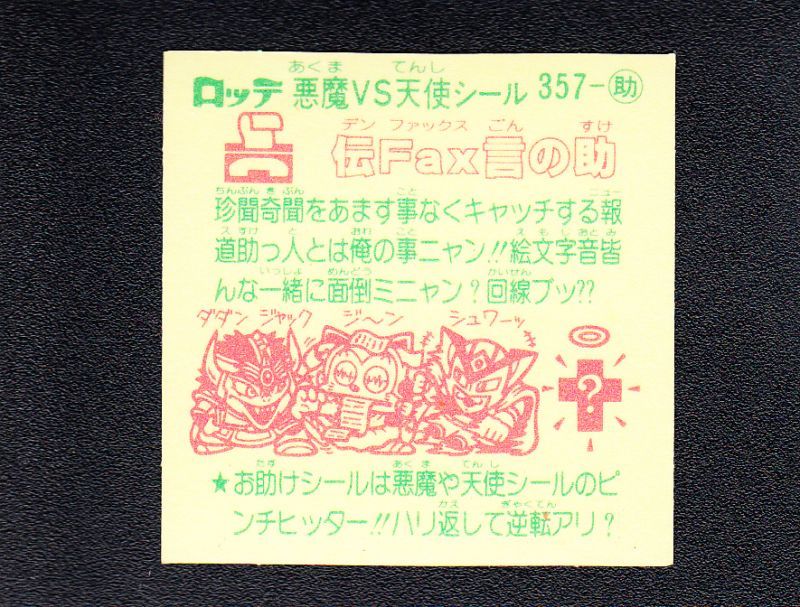 ロッテ 悪魔VS天使シール 357-助
あくま てんし
デン ファックス ごん すけ
伝Fax言の助
ちんぶん き ぶん こと ニュー
珍聞奇聞をあます事なくキャッチする報
スすけ と おれ こと え もじ おとみ
道助っ人とは俺の事ニャン!!絵文字音皆
いっしょ めんどう かいせん
んな一緒に面倒ミニャン?回線ブッ??
ダダン ジャック ジ〜ン シュワーッ
?
たす あくま てんし
★お助けシールは悪魔や天使シールのピ
かえ ぎゃくてん
ンチヒッター!!ハリ返して逆転アリ?